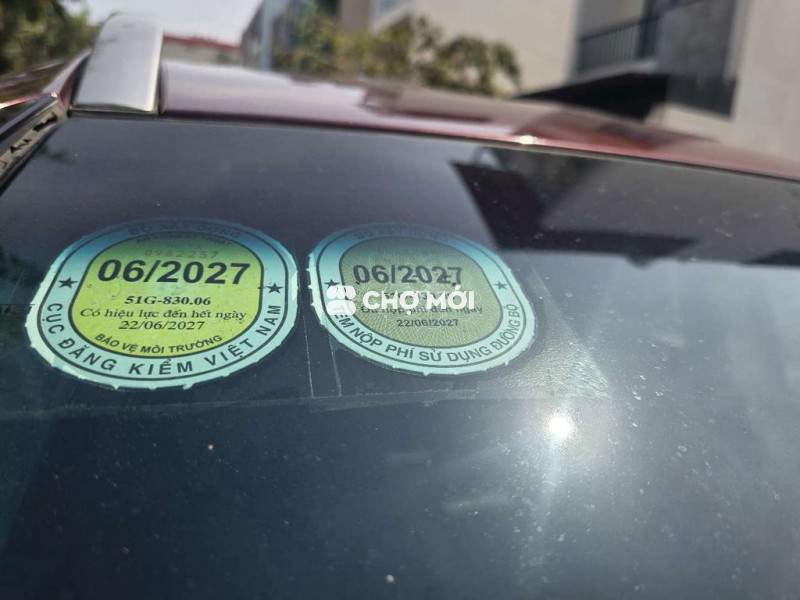 06/2027
51G-830.06
Có hiệu lực đến hết ngày
22/06/2027
BẢO VỆ MÔI TRƯỜNG
CỤC ĐĂNG KIỂM VIỆT NAM
06/2027
CHỢ MỚI
22/06/2027
NỘP PHÍ SỬ DỤNG ĐƯỜNG BỘ